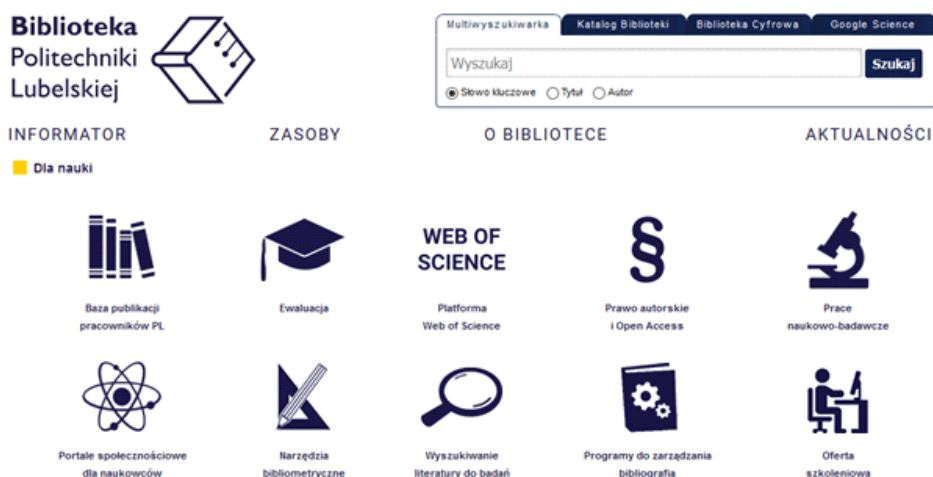 Biblioteka
Politechniki
Lubelskiej
Multiwyszukiwarka Katalog Biblioteki Biblioteka Cyfrowa Google Science
Wyszukaj Szukaj
Słowo kluczowe Tytuł Autor
INFORMATOR ZASOBY O BIBLIOTECE AKTUALNOŚCI
Dla nauki
WEB OF
SCIENCE
§
Baza publikacji
pracowników PL
Ewaluacja
Platforma
Web of Science
Prawo autorskie
i Open Access
Prace
naukowo-badawcze
Portale społecznościowe
dla naukowców
Narzędzia
bibliometryczne
Wyszukiwanie
literatury do badań
Programy do zarządzania
bibliografią
Oferta
szkoleniowa